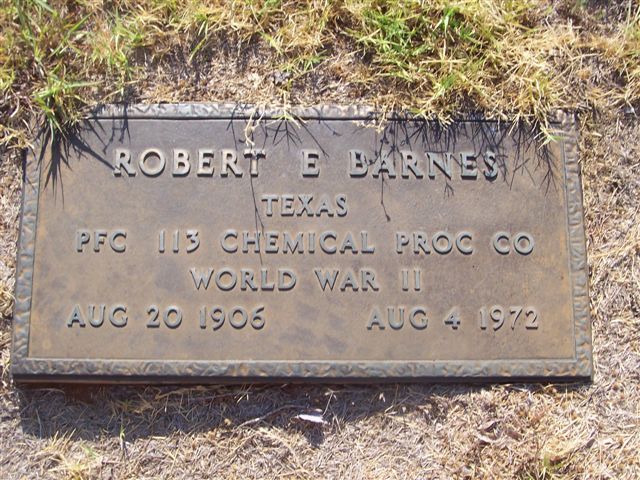 ROBERT E BARNES
TEXAS
PFC 113 CHEMICAL PROC CO
WORLD WAR II
AUG 20 1906 AUG 4 1972